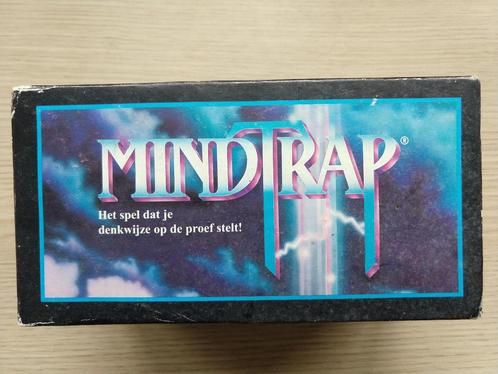 MINDTRAP®
Het spel dat je
denkwijze op de proef stelt!